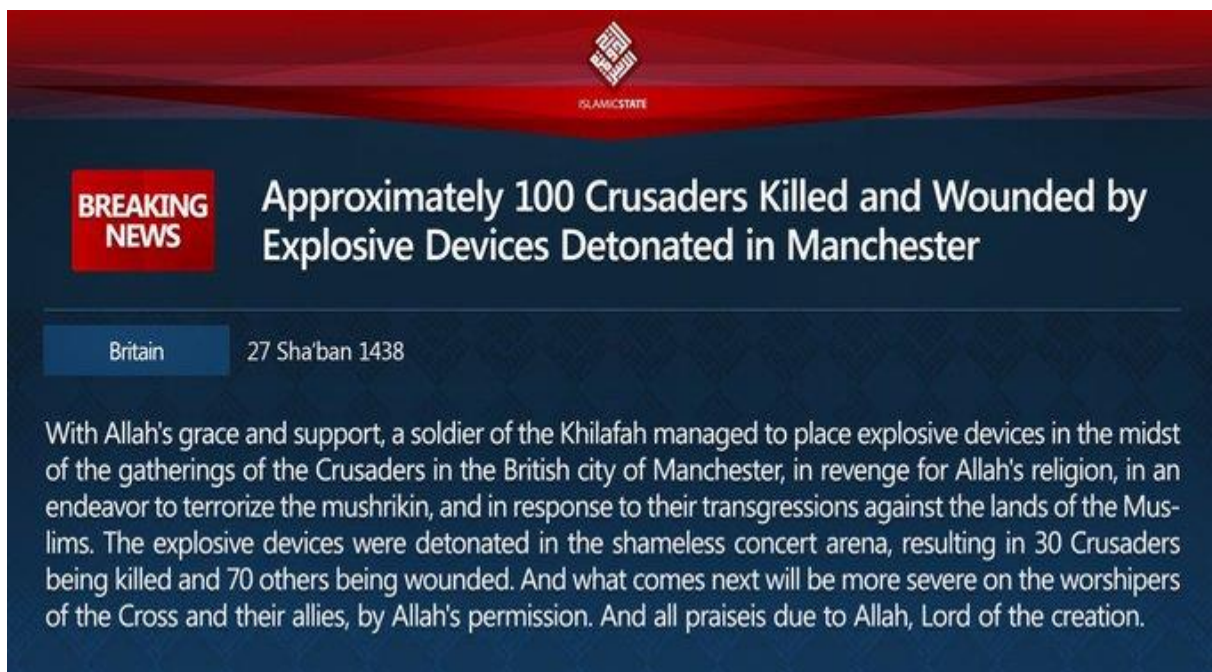 ISLAMICSTATE
BREAKING
NEWS
Approximately 100 Crusaders Killed and Wounded by
Explosive Devices Detonated in Manchester
Britain
27 Sha'ban 1438
With Allah's grace and support, a soldier of the Khilafah managed to place explosive devices in the midst
of the gatherings of the Crusaders in the British city of Manchester, in revenge for Allah's religion, in an
endeavor to terrorize the mushrikin, and in response to their transgressions against the lands of the Mus-
lims. The explosive devices were detonated in the shameless concert arena, resulting in 30 Crusaders
being killed and 70 others being wounded. And what comes next will be more severe on the worshipers
of the Cross and their allies, by Allah's permission. And all praiseis due to Allah, Lord of the creation.